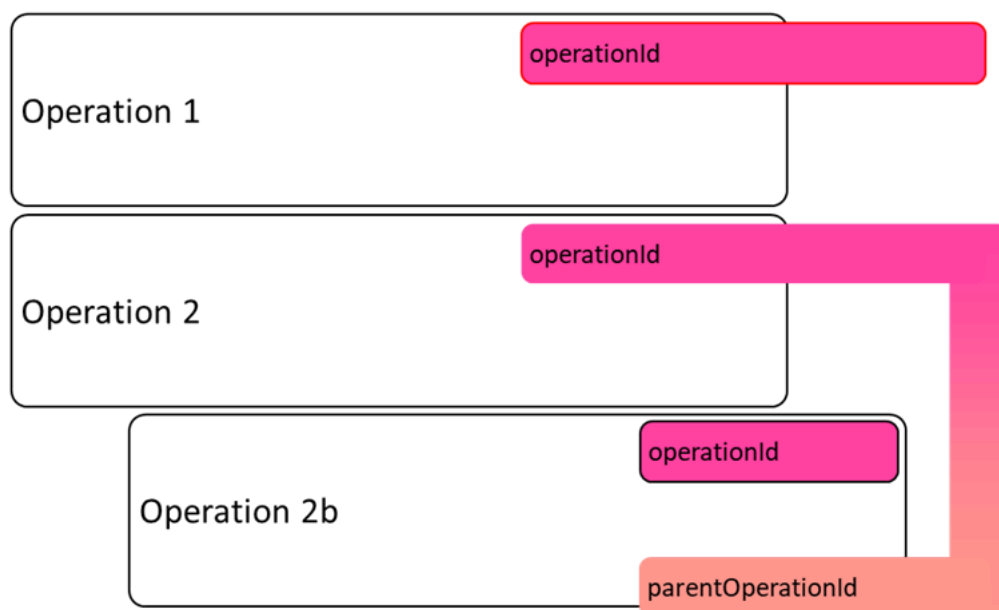 operationId
Operation 1
operationId
Operation 2
operationId
Operation 2b
parentOperationId